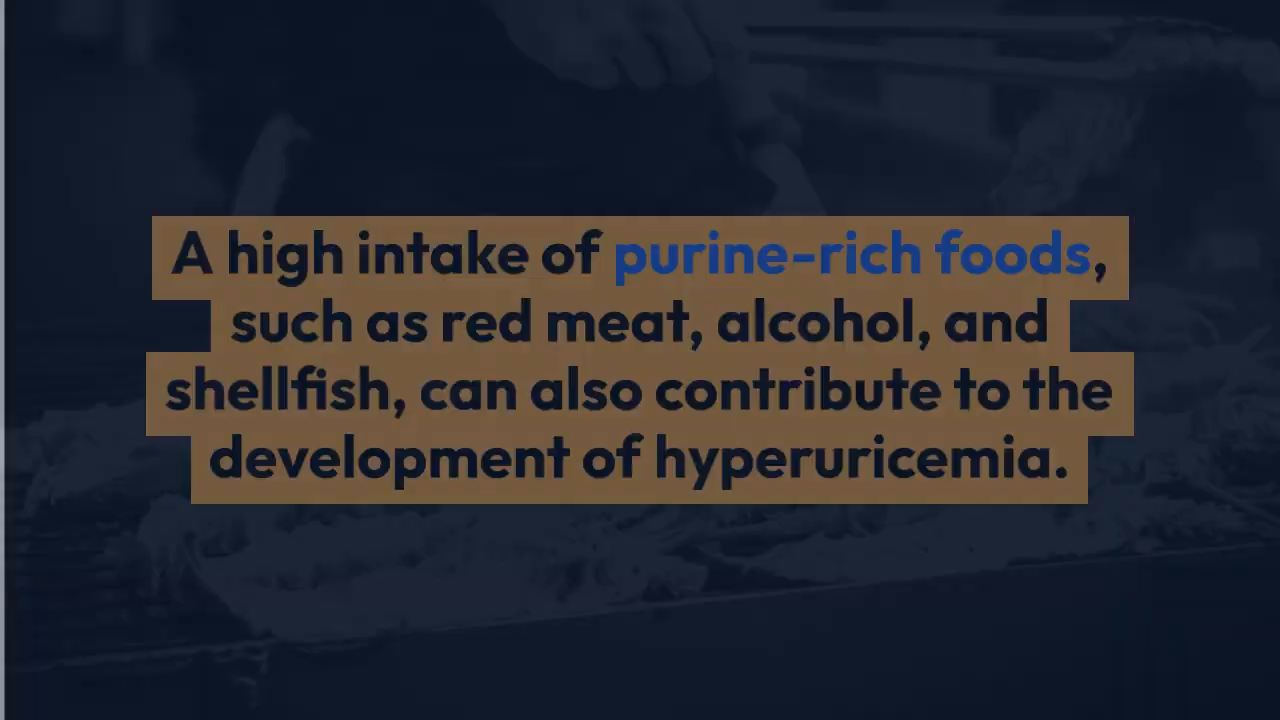 A high intake of purine-rich foods,
such as red meat, alcohol, and
shellfish, can also contribute to the
development of hyperuricemia.